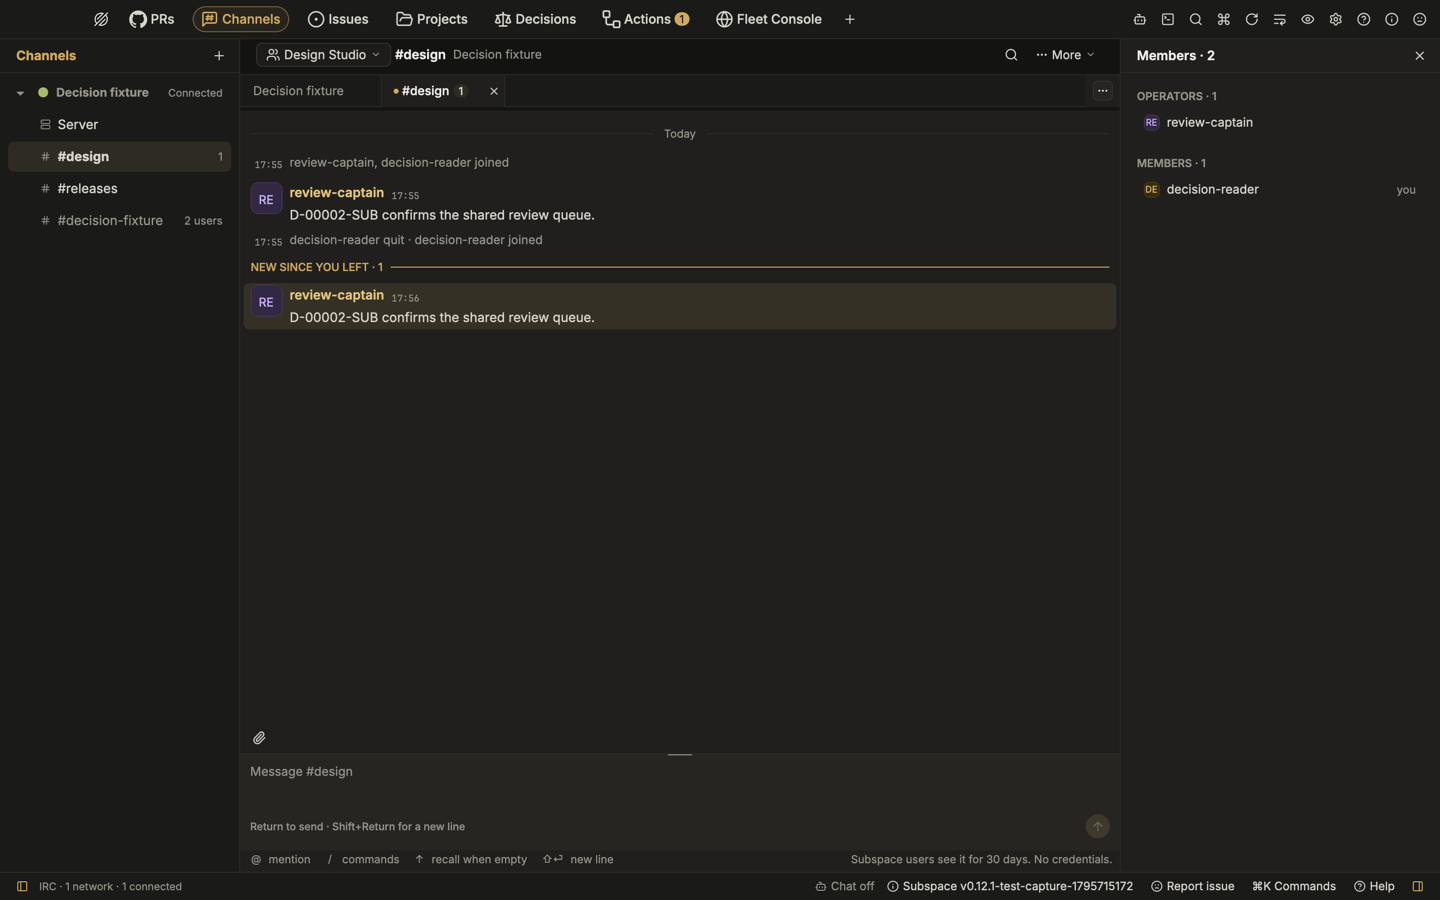 PRs
Channels
Issues
Projects
Decisions
Actions 1
Fleet Console
Channels
Decision fixture Connected
Server
# #design 1
# #releases
# #decision-fixture 2 users
Design Studio #design Decision fixture
More
Decision fixture
#design 1
Today
17:55 review-captain, decision-reader joined
RE
review-captain 17:55
D-00002-SUB confirms the shared review queue.
17:55 decision-reader quit · decision-reader joined
NEW SINCE YOU LEFT · 1
RE
review-captain 17:56
D-00002-SUB confirms the shared review queue.
Message #design
Return to send · Shift+Return for a new line
@ mention / commands ↑ recall when empty ⇧⏎ new line
Subspace users see it for 30 days. No credentials.
Members · 2
OPERATORS · 1
RE review-captain
MEMBERS · 1
DE decision-reader you
IRC · 1 network · 1 connected
Chat off
Subspace v0.12.1-test-capture-1795715172
Report issue
⌘K Commands
Help